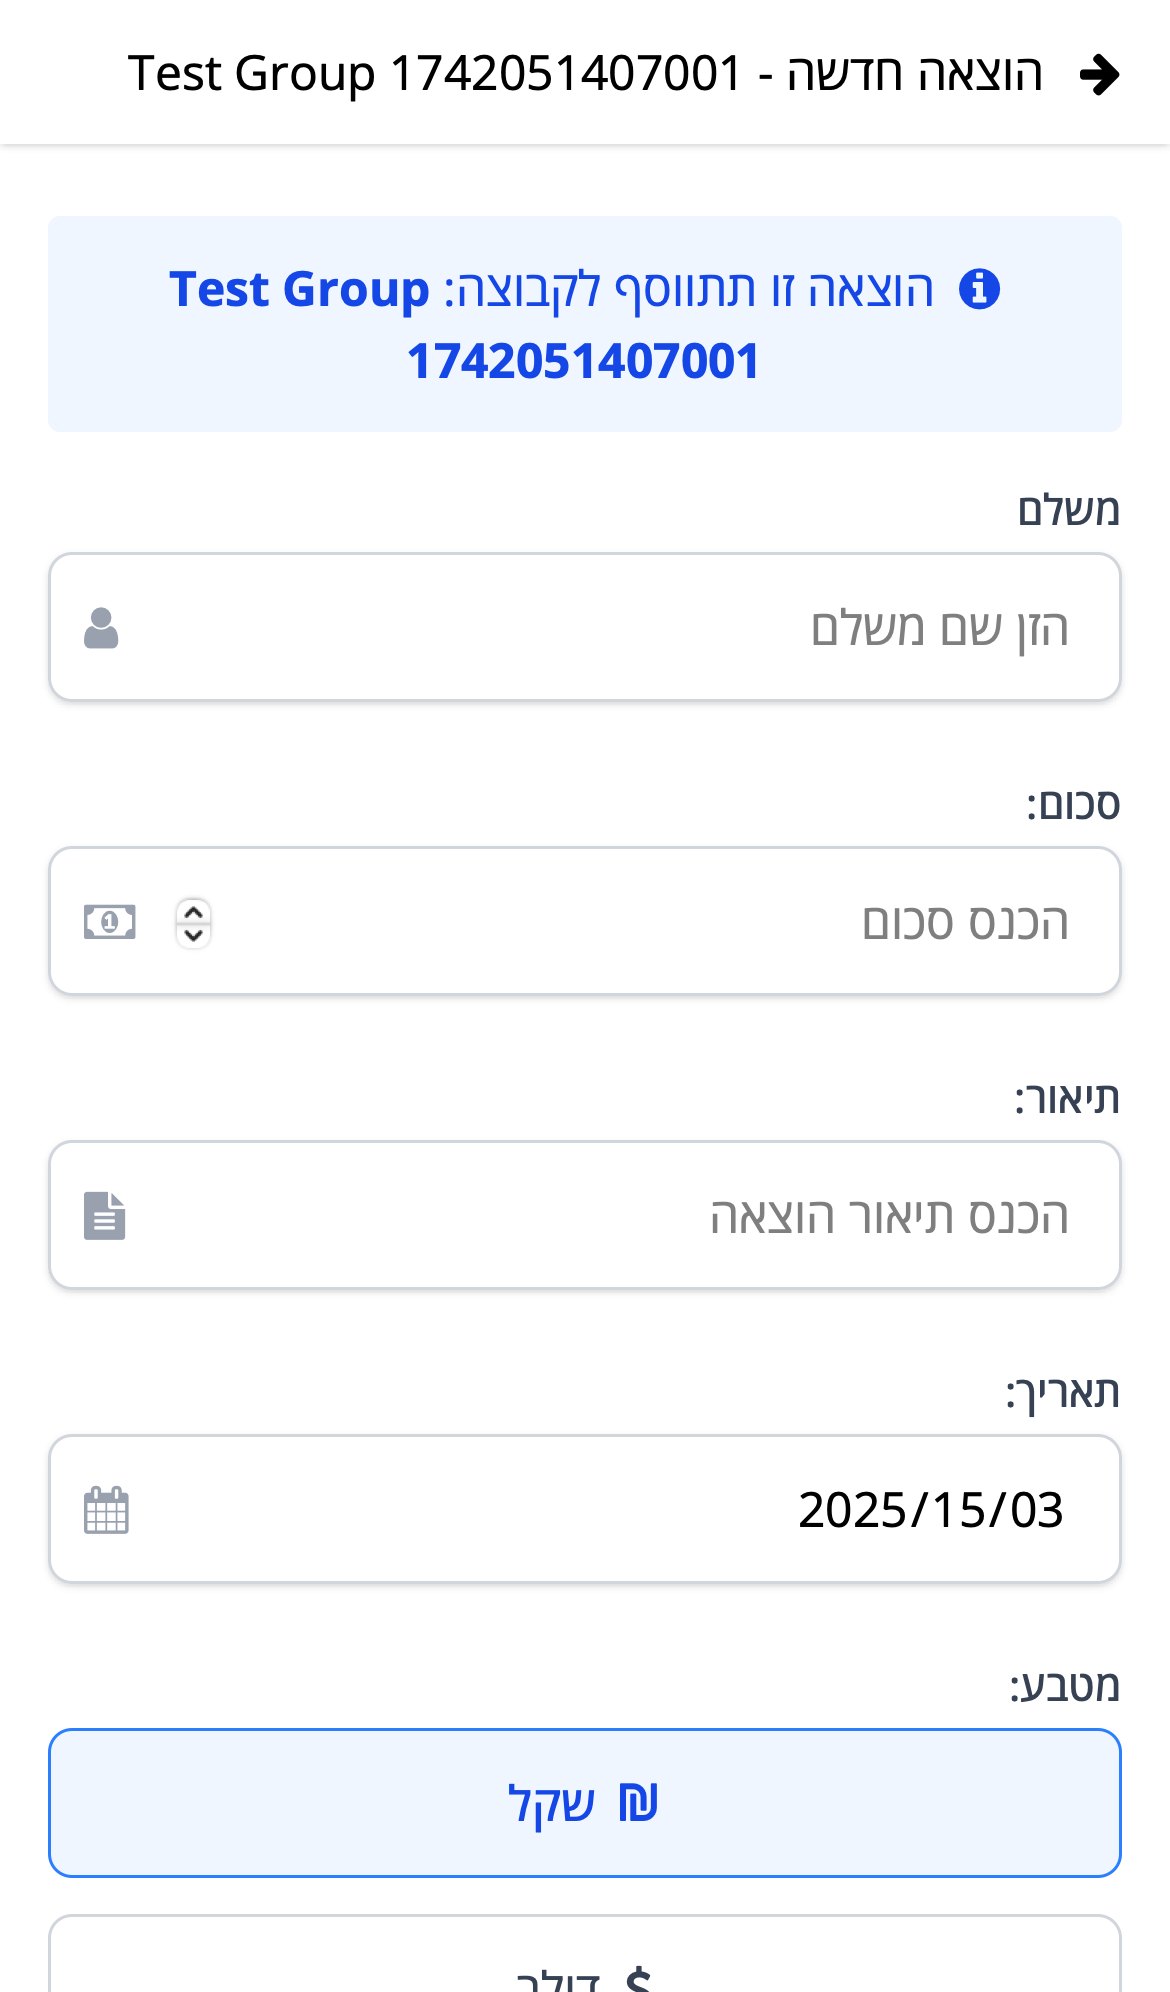 הוצאה חדשה - Test Group 1742051407001
הוצאה זו תתווסף לקבוצה: Test Group
1742051407001
משלם
הזן שם משלם
סכום:
הכנס סכום
תיאור:
הכנס תיאור הוצאה
תאריך:
2025/15/03
מטבע:
₪ שקל
$ דולר